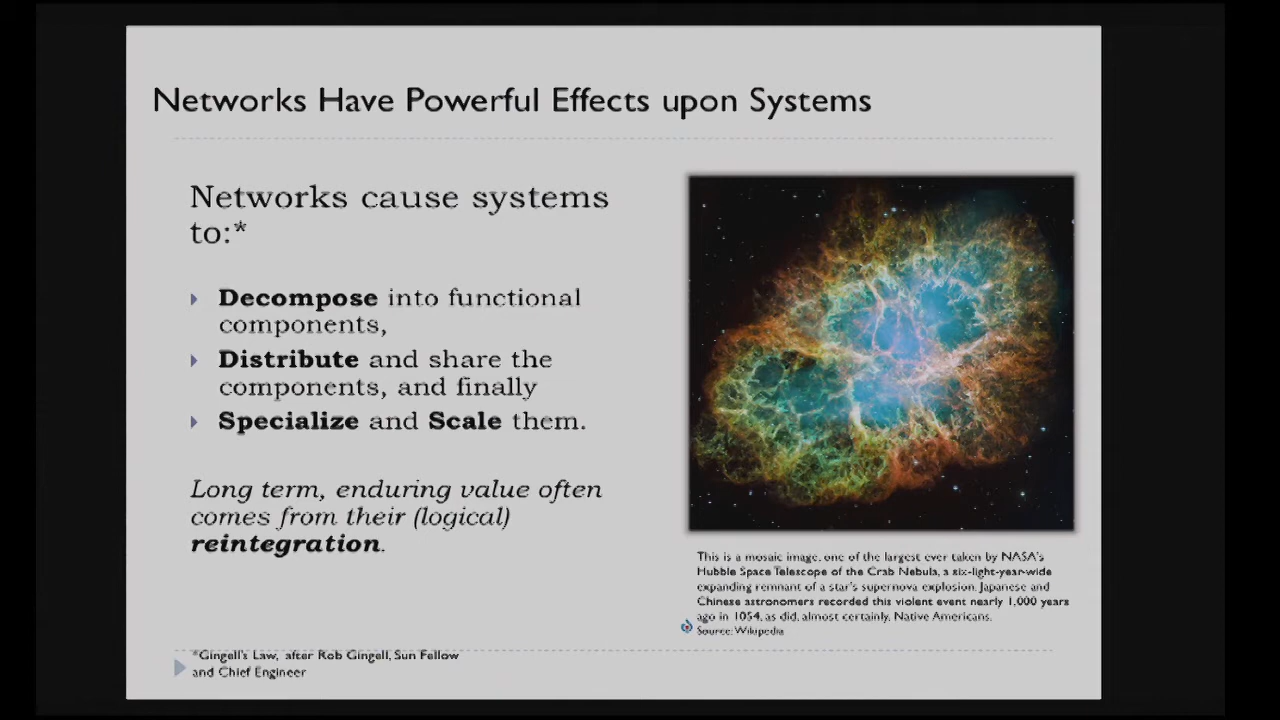 Networks Have Powerful Effects upon Systems
Networks cause systems
to:*
Decompose into functional
components,
Distribute and share the
components, and finally
Specialize and Scale them.
Long term, enduring value often
comes from their (logical)
reintegration.
This is a mosaic image, one of the largest ever taken by NASA's
Hubble Space Telescope of the Crab Nebula, a six-light-year-wide
expanding remnant of a star's supernova explosion. Japanese and
Chinese astronomers recorded this violent event nearly 1,000 years
ago in 1054, as did, almost certainly, Native Americans.
Source: Wikipedia
*Gingell's Law, after Rob Gingell, Sun Fellow
and Chief Engineer